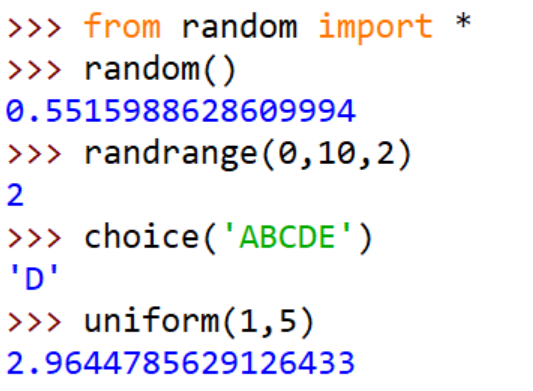 >>> from random import *
>>> random()
0.5515988628609994
>>> randrange(0,10,2)
2
>>> choice('ABCDE')
'D'
>>> uniform(1,5)
2.9644785629126433